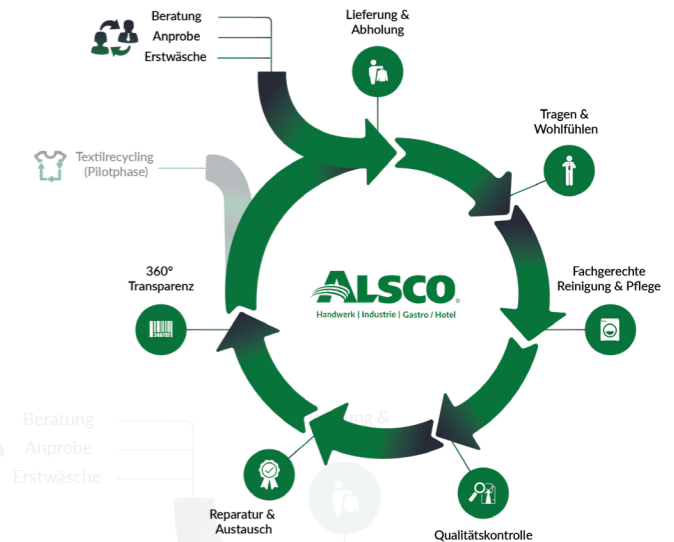 Beratung
Anprobe
Erstwäsche
Lieferung &
Abholung
Tragen &
Wohlfühlen
Textilrecycling
(Pilotphase)
360°
Transparenz
ALSCO®
Handwerk | Industrie | Gastro / Hotel
Fachgerechte
Reinigung & Pflege
Beratung
Anprobe
Erstwäsche
Reparatur &
Austausch
Qualitätskontrolle